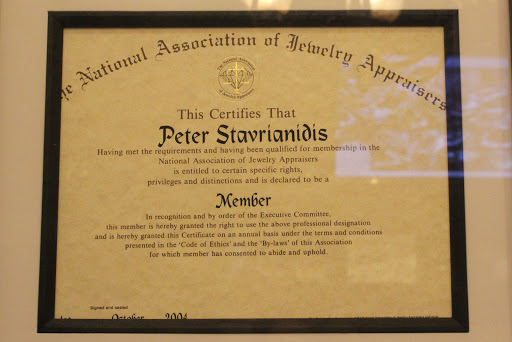 The National Association of Jewelry Appraisers
This Certifies That
Peter Stavrianidis
Having met the requirements and having been qualified for membership in the
National Association of Jewelry Appraisers
is entitled to certain specific rights,
privileges and distinctions and is declared to be a
Member
In recognition and by order of the Executive Committee,
this member is hereby granted the right to use the above professional designation
and is hereby granted this Certificate on an annual basis under the terms and conditions
presented in the 'Code of Ethics' and the 'By-laws' of this Association
for which member has consented to abide and uphold.
Signed and sealed
October 2004